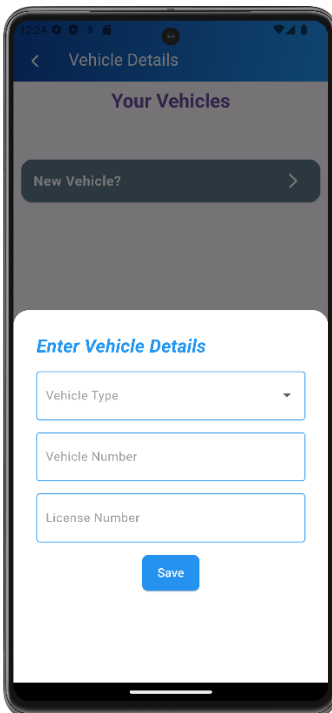 12:24
Vehicle Details
Your Vehicles
New Vehicle?
Enter Vehicle Details
Vehicle Type
Vehicle Number
License Number
Save